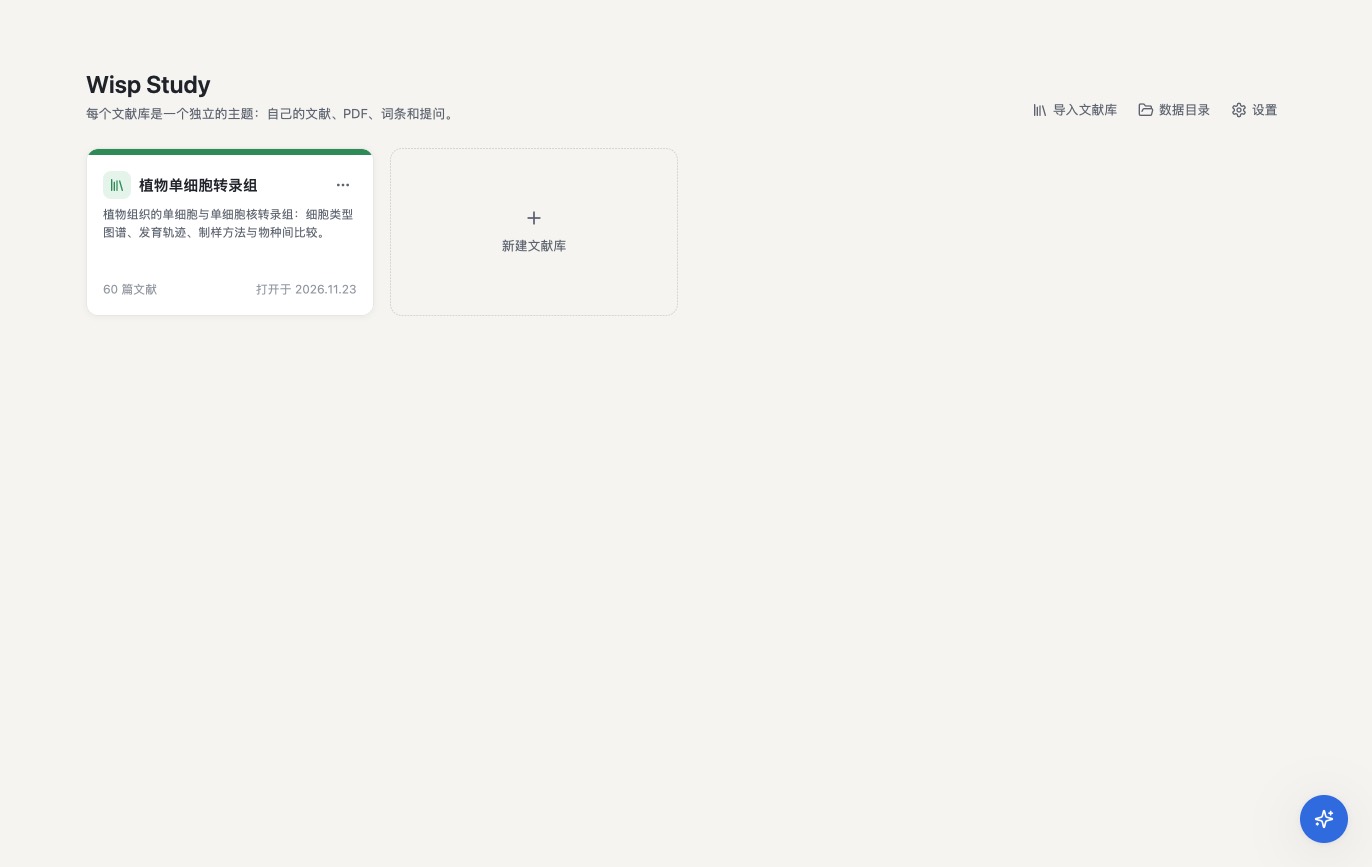 Wisp Study
每个文献库是一个独立的主题：自己的文献、PDF、词条和提问。
导入文献库
数据目录
设置
植物单细胞转录组
植物组织的单细胞与单细胞核转录组：细胞类型
图谱、发育轨迹、制样方法与物种间比较。
60 篇文献
打开于 2026.11.23
新建文献库